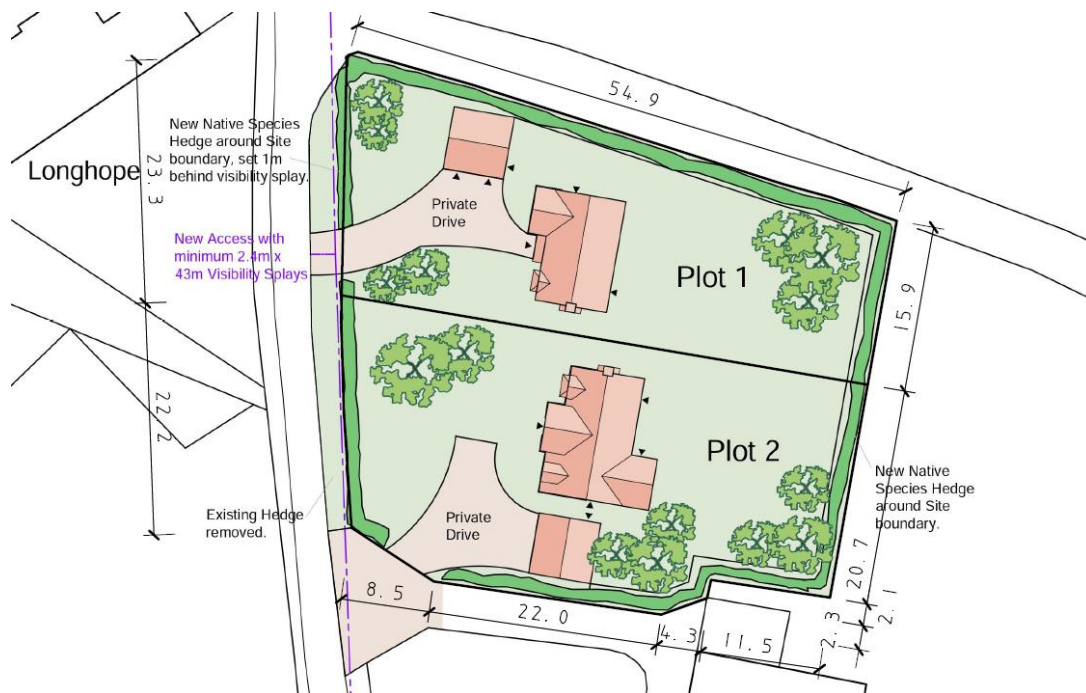 54.9
New Native Species
Hedge around Site
boundary, set 1m
behind visibility splay.
Longhope
23.3
Private
Drive
New Access with
minimum 2.4m x
43m Visibility Splays
Plot 1
15.9
22.2
Plot 2
New Native
Species Hedge
around Site
boundary.
Existing Hedge
removed.
Private
Drive
20.7
2.1
2.3
8.5
22.0
4.3
11.5